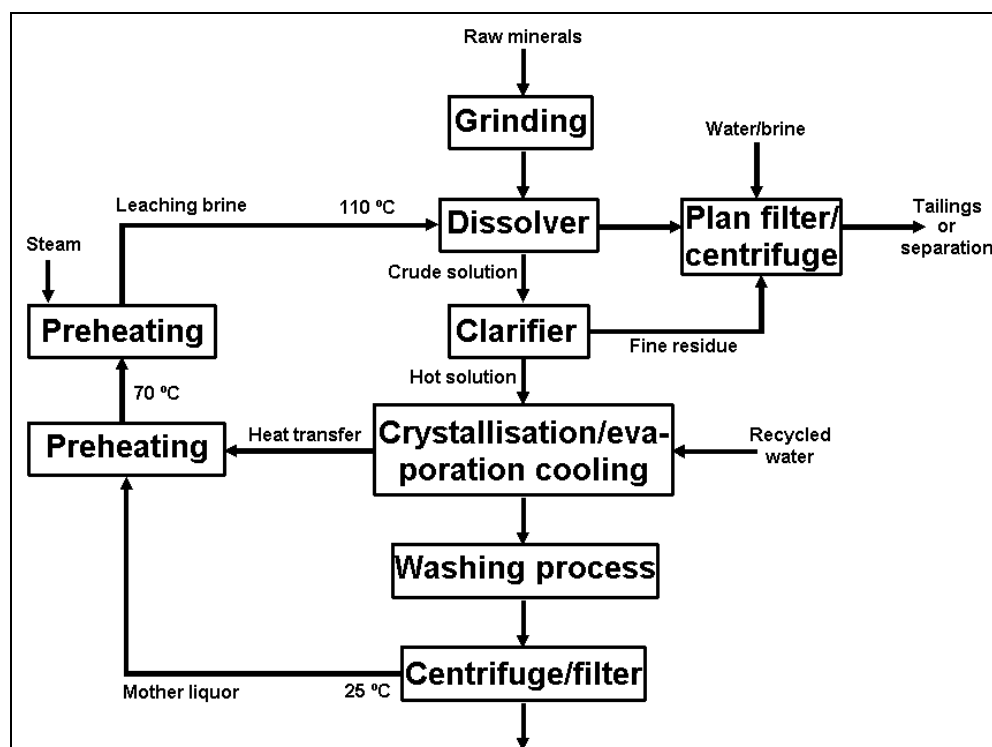 Raw minerals
Grinding
Water/brine
Leaching brine
110 ºC
Dissolver
Plan filter/
centrifuge
Tailings
or
separation
Steam
Crude solution
Preheating
Clarifier
Fine residue
Hot solution
70 ºC
Preheating
Heat transfer
Crystallisation/eva-
poration cooling
Recycled
water
Washing process
Centrifuge/filter
Mother liquor
25 ºC